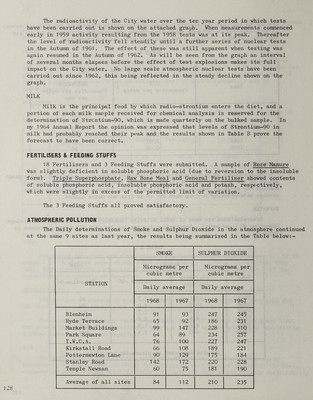 The radioactivity of the City water over the ten year period in which tests
have been carried out is shown on the attached graph. When measurements commenced
early in 1959 activity resulting from the 1958 tests was at its peak. Thereafter
the level of radioactivity fell steadily until a further series of nuclear tests
in the Autumn of 1961. The effect of these was still apparent when testing was
again resumed in the Autumn of 1962. As will be seen from the graph an interval
of several months elapses before the effect of test explosions makes its full
impact on the City water. No large scale atmospheric nuclear tests have been
carried out since 1962, this being reflected in the steady decline shown on the
graph.
MILK
Milk is the principal food by which radio-strontium enters the diet, and a
portion of each milk sample received for chemical analysis is reserved for the
determination of Strontium-90, which is made quarterly on the bulked sample. In
my 1964 Annual Report the opinion was expressed that levels of Strontium-90 in
milk had probably reached their peak and the results shown in Table B prove the
forecast to have been correct.
FERTILISERS & FEEDING STUFFS
18 Fertilisers and 3 Feeding Stuffs were submitted. A sample of Rose Manure
was slightly deficient in soluble phosphoric acid (due to reversion to the insoluble
form). Triple Superphosphate, Raw Bone Meal and General Fertiliser showed contents
of soluble phosphoric acid, insoluble phosphoric acid and potash, respectively,
which were slightly in excess of the permitted limit of variation.
The 3 Feeding Stuffs all proved satisfactory.
ATMOSPHERIC POLLUTION
The Daily determinations of Smoke and Sulphur Dioxide in the atmosphere continued
at the same 9 sites as last year, the results being summarised in the Table below:-
STATION SMOKE SULPHUR DIOXIDE
Micrograms per cubic metre Micrograms per cubic metre
Daily average Daily average
1968 1967 1968 1967
Blenheim 91 93 247 245
Hyde Terrace 65 92 186 231
Market Buildings 99 147 228 310
Park Square 64 89 234 257
Y.W.C.A. 76 100 227 247
Kirkstall Road 66 108 189 221
Potternewton Lane 90 129 175 184
Stanley Road 142 172 220 228
Temple Newsam 60 75 181 190
Average of all sites 84 112 210 235
128